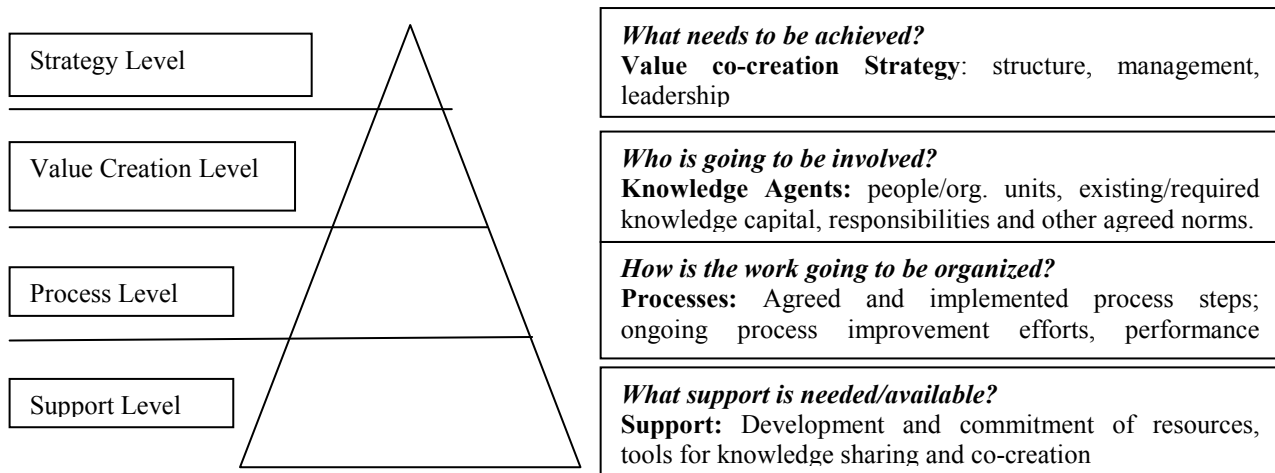 Strategy Level
What needs to be achieved?
Value co-creation Strategy: structure, management,
leadership
Value Creation Level
Who is going to be involved?
Knowledge Agents: people/org. units, existing/required
knowledge capital, responsibilities and other agreed norms.
Process Level
How is the work going to be organized?
Processes: Agreed and implemented process steps;
ongoing process improvement efforts, performance
Support Level
What support is needed/available?
Support: Development and commitment of resources,
tools for knowledge sharing and co-creation